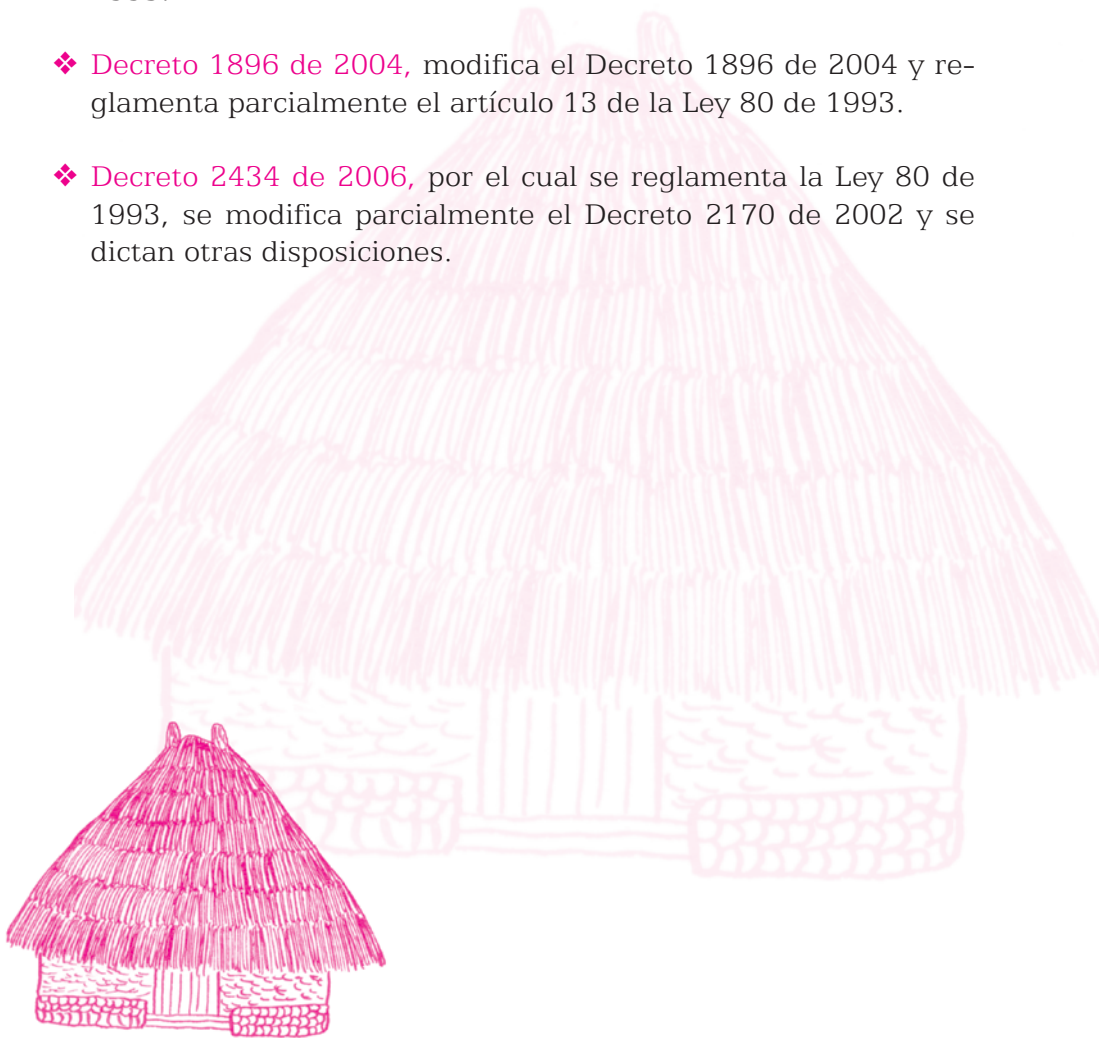 ❖ Decreto 1896 de 2004, modifica el Decreto 1896 de 2004 y re-
glamenta parcialmente el artículo 13 de la Ley 80 de 1993.
❖ Decreto 2434 de 2006, por el cual se reglamenta la Ley 80 de
1993, se modifica parcialmente el Decreto 2170 de 2002 y se
dictan otras disposiciones.